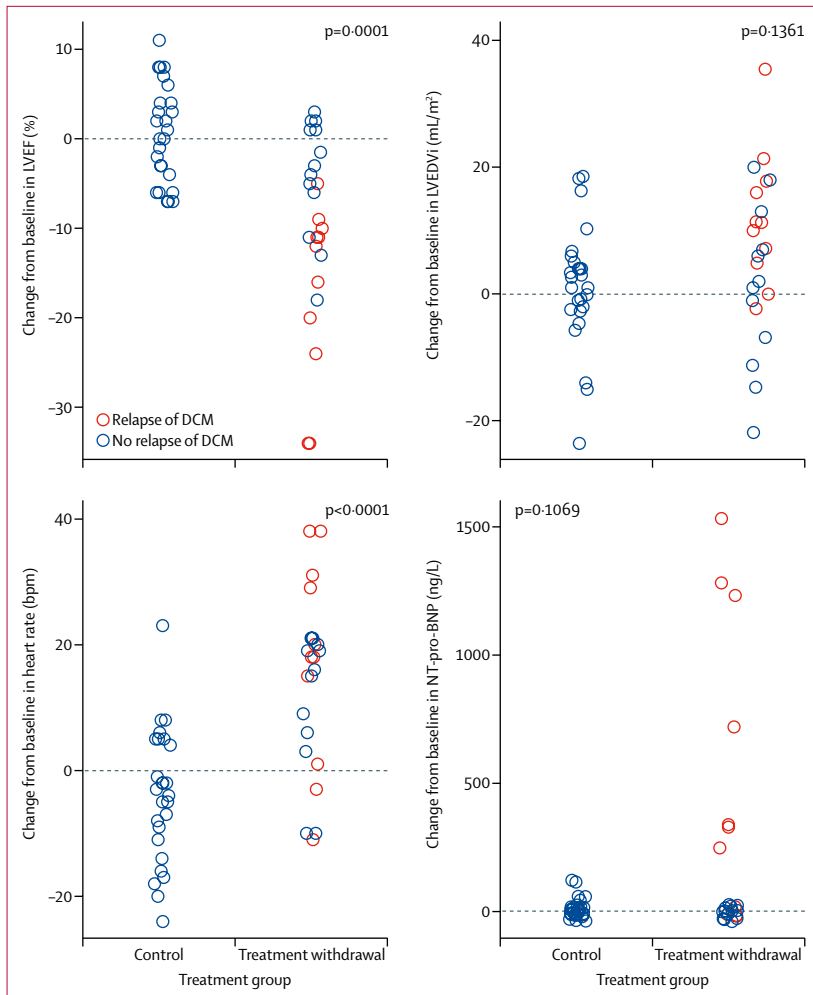 p=0·0001
10
0
–10
–20
–30
Change from baseline in LVEF (%)
Relapse of DCM
No relapse of DCM
p=0·1361
40
20
0
–20
Change from baseline in LVEDVi (mL/m²)
p<0·0001
40
20
0
–20
Change from baseline in heart rate (bpm)
Control
Treatment withdrawal
Treatment group
p=0·1069
1500
1000
500
0
Change from baseline in NT-pro-BNP (ng/L)
Control
Treatment withdrawal
Treatment group